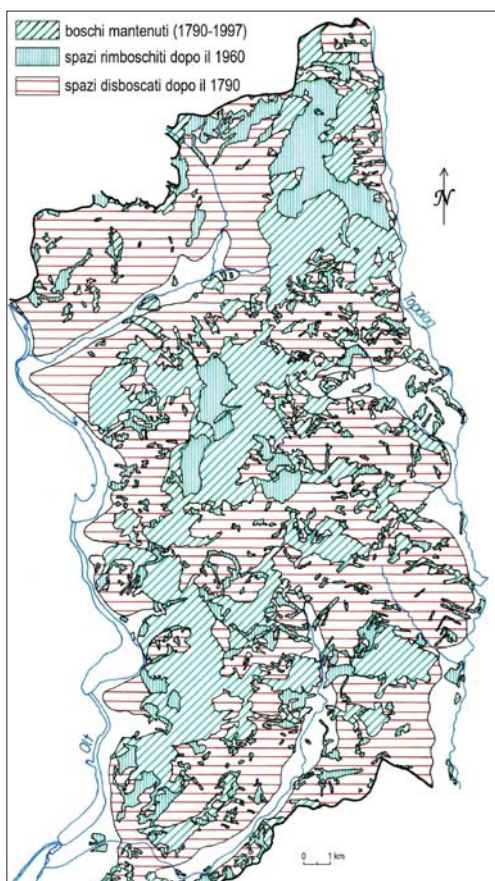 boschi mantenuti (1790-1997)
spazi rimboschiti dopo il 1960
spazi disboscati dopo il 1790
N
Topolog
Olt
0 1 km